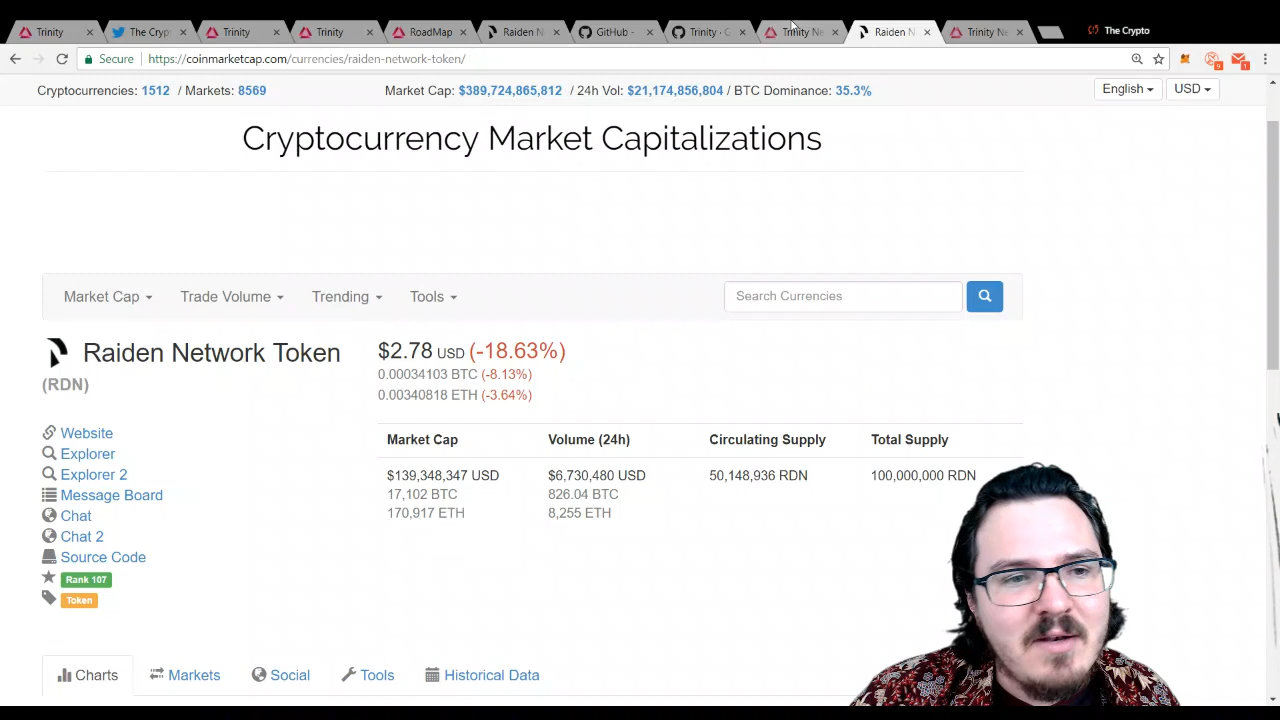 Trinity
The Cryp
Trinity
Trinity
RoadMap
Raiden N
GitHub -
Trinity · G
Trinity Ne
Raiden N
Trinity Ne
The Crypto
Secure
https://coinmarketcap.com/currencies/raiden-network-token/
9
1
Cryptocurrencies: 1512 / Markets: 8569
Market Cap: $389,724,865,812 / 24h Vol: $21,174,856,804 / BTC Dominance: 35.3%
English
USD
Cryptocurrency Market Capitalizations
Market Cap
Trade Volume
Trending
Tools
Search Currencies
Raiden Network Token
(RDN)
$2.78 USD (-18.63%)
0.00034103 BTC (-8.13%)
0.00340818 ETH (-3.64%)
Website
Explorer
Explorer 2
Message Board
Chat
Chat 2
Source Code
Rank 107
Token
Market Cap
Volume (24h)
Circulating Supply
Total Supply
$139,348,347 USD
$6,730,480 USD
50,148,936 RDN
100,000,000 RDN
17,102 BTC
826.04 BTC
170,917 ETH
8,255 ETH
Charts
Markets
Social
Tools
Historical Data